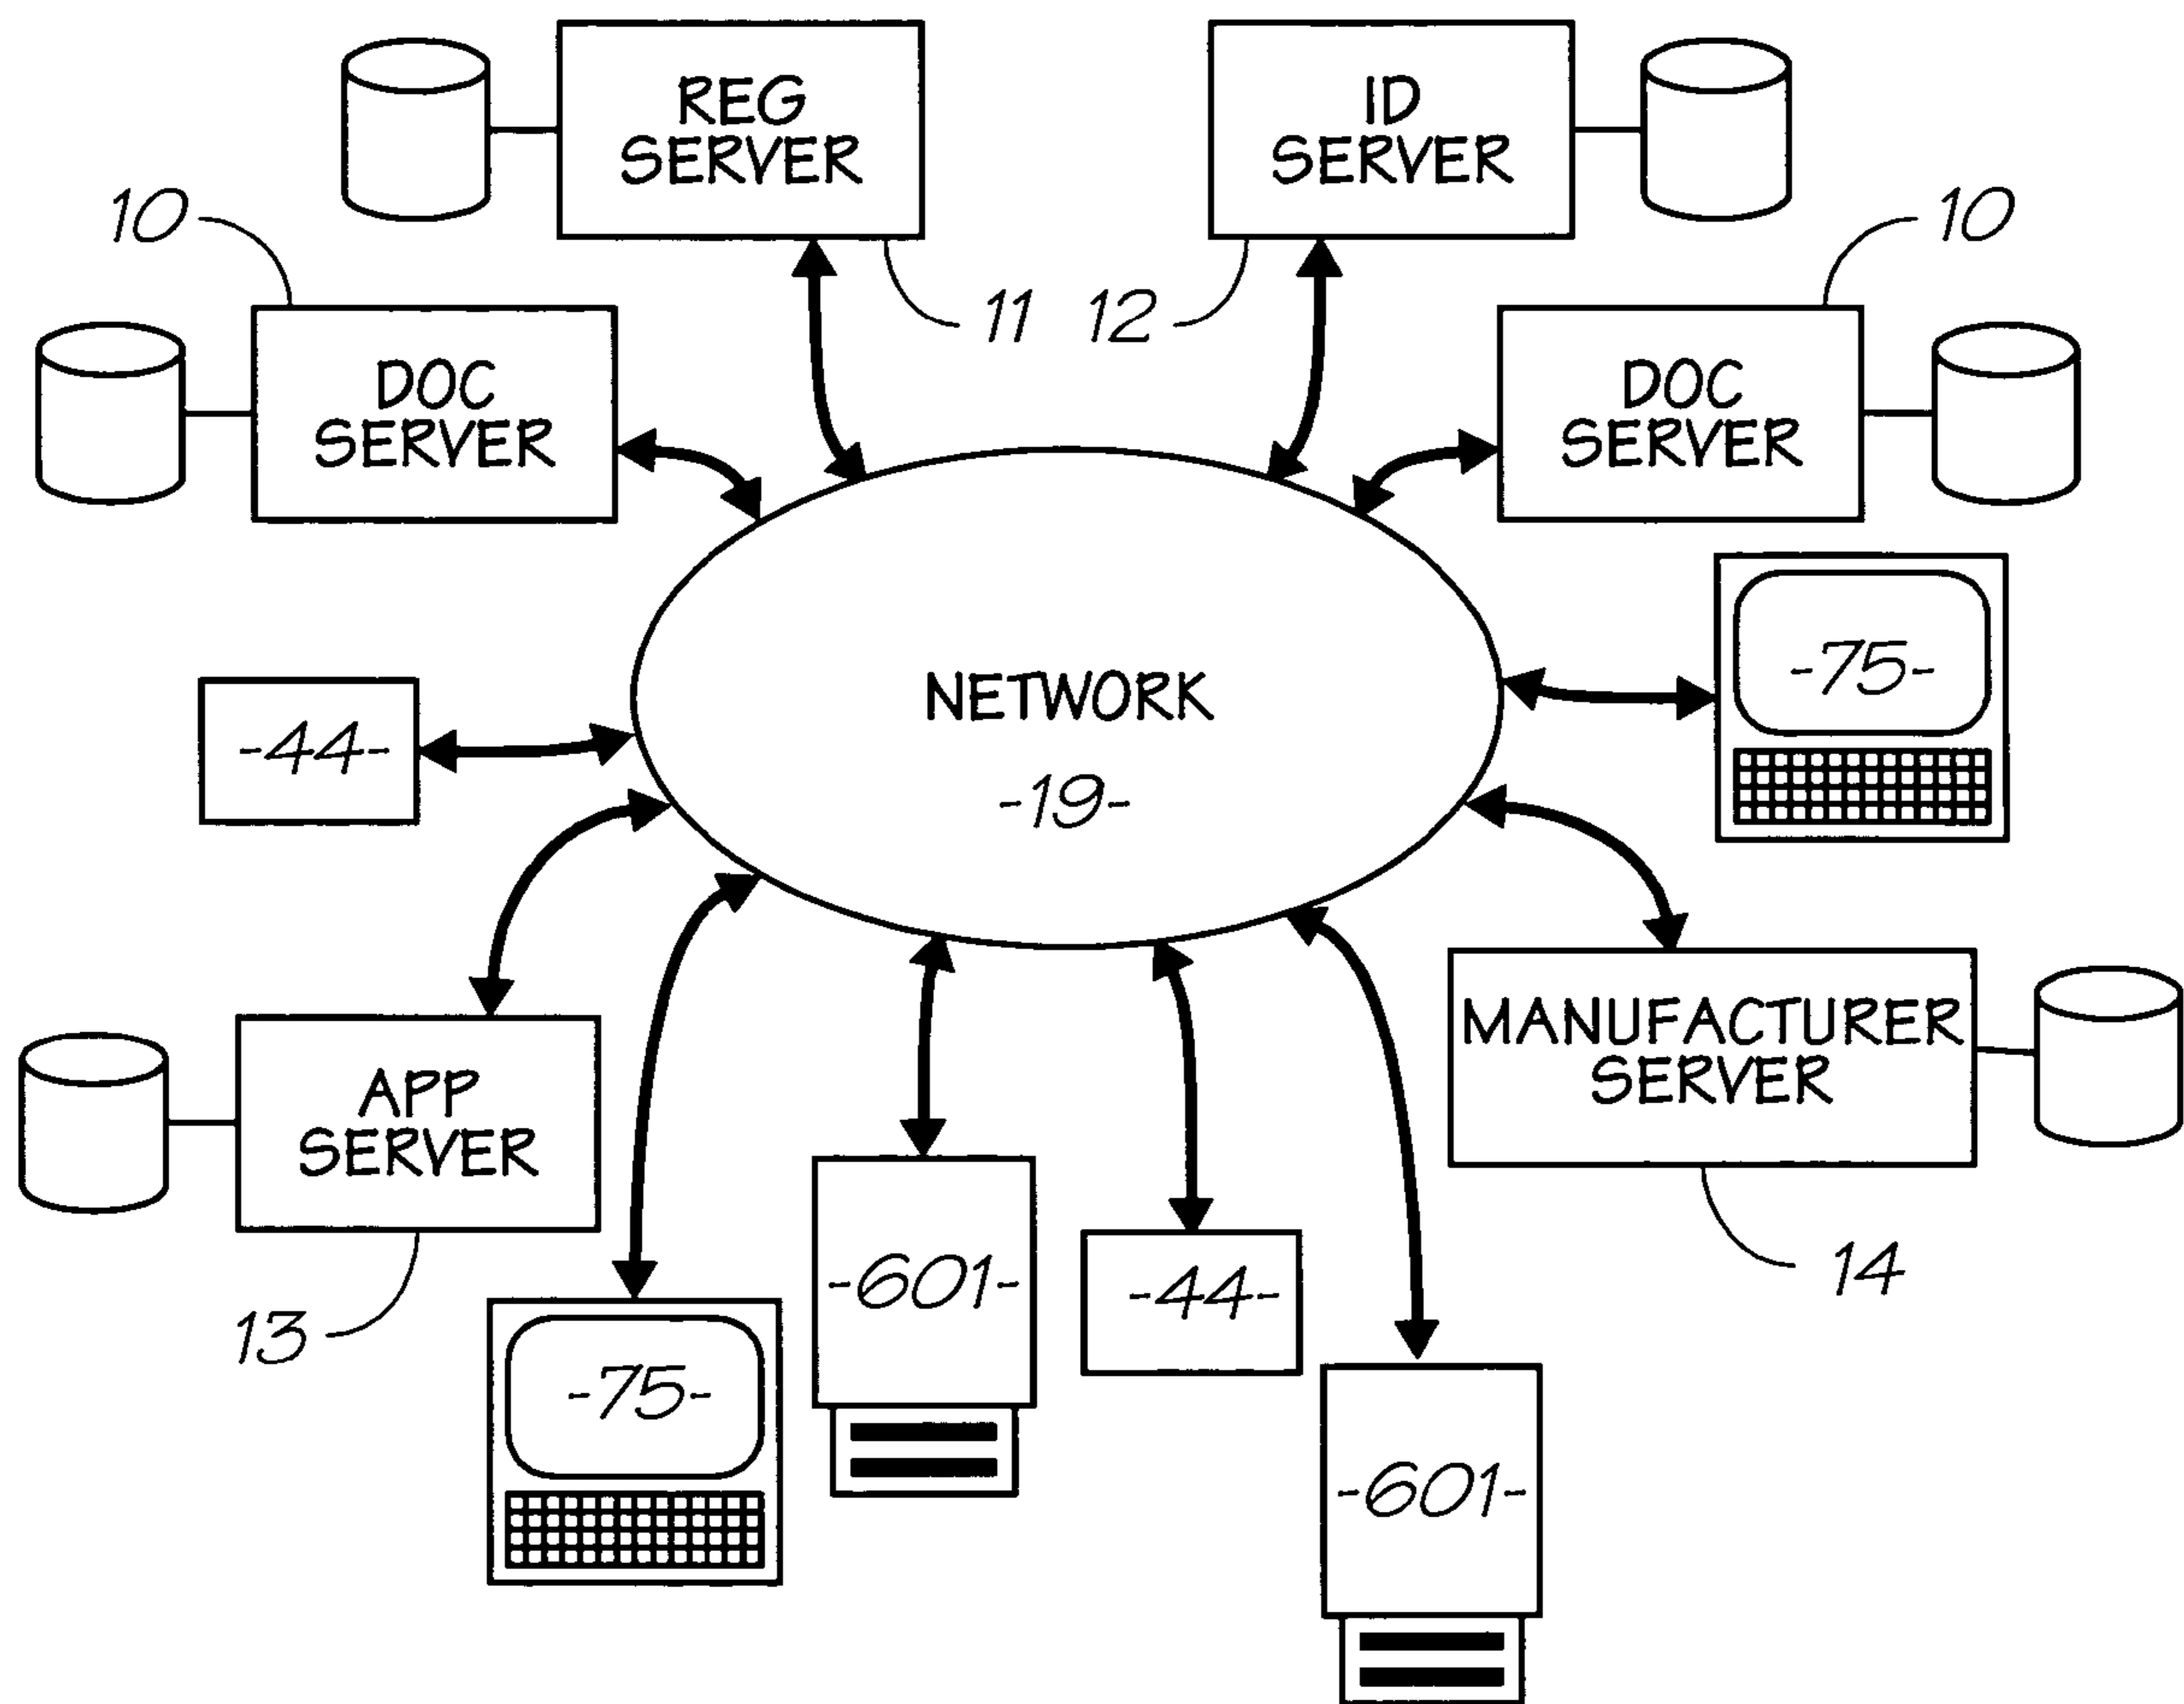 REG
SERVER
ID
SERVER
10
10
11
12
DOC
SERVER
DOC
SERVER
-75-
NETWORK
-19-
-44-
MANUFACTURER
SERVER
APP
SERVER
-601-
-44-
14
13
-75-
-601-